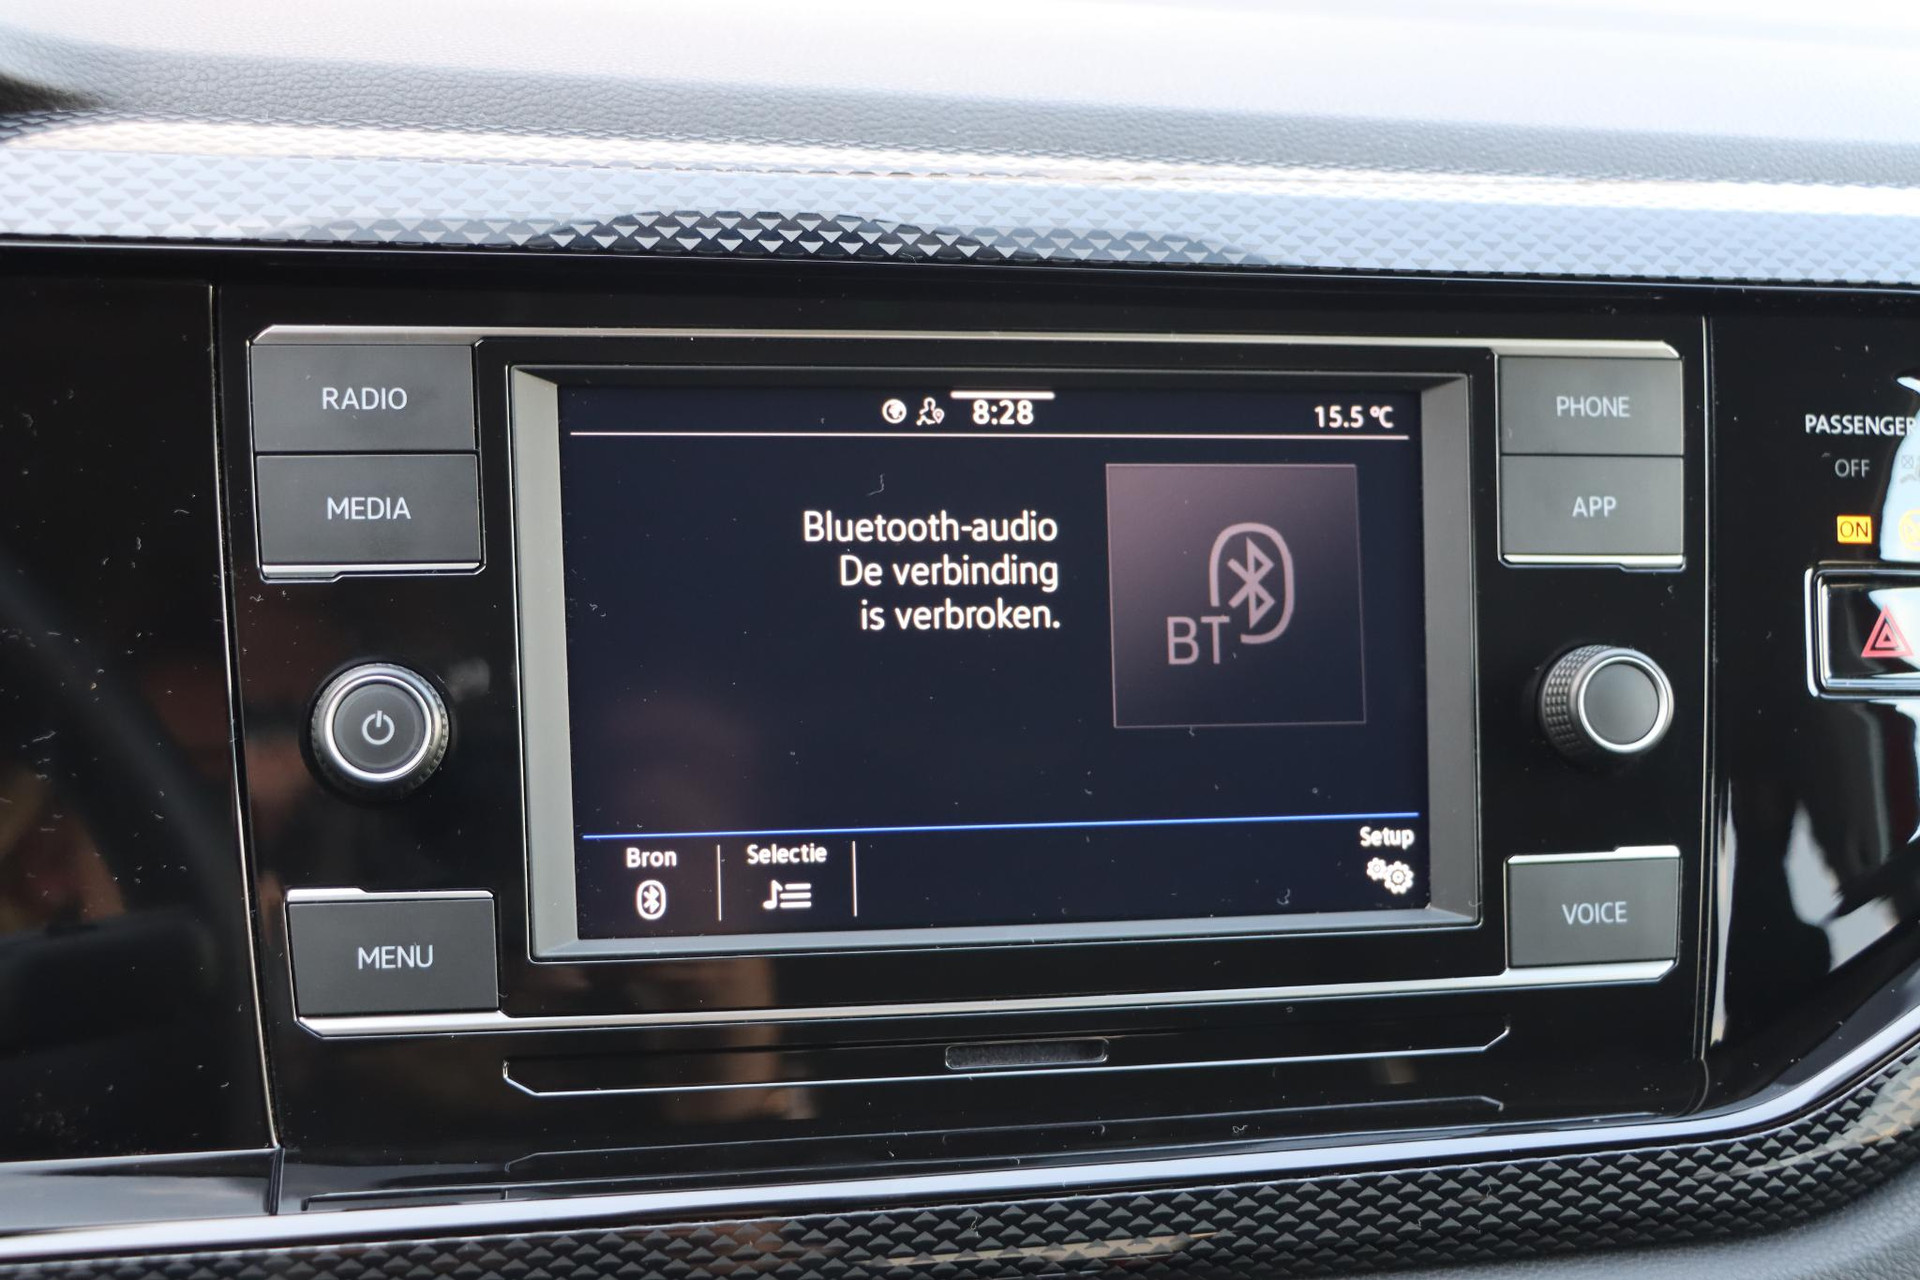 RADIO
MEDIA
MENU
8:28
15.5 °C
Bluetooth-audio
De verbinding
is verbroken.
BT
Bron
Selectie
Setup
PHONE
APP
VOICE
PASSENGER
OFF
ON